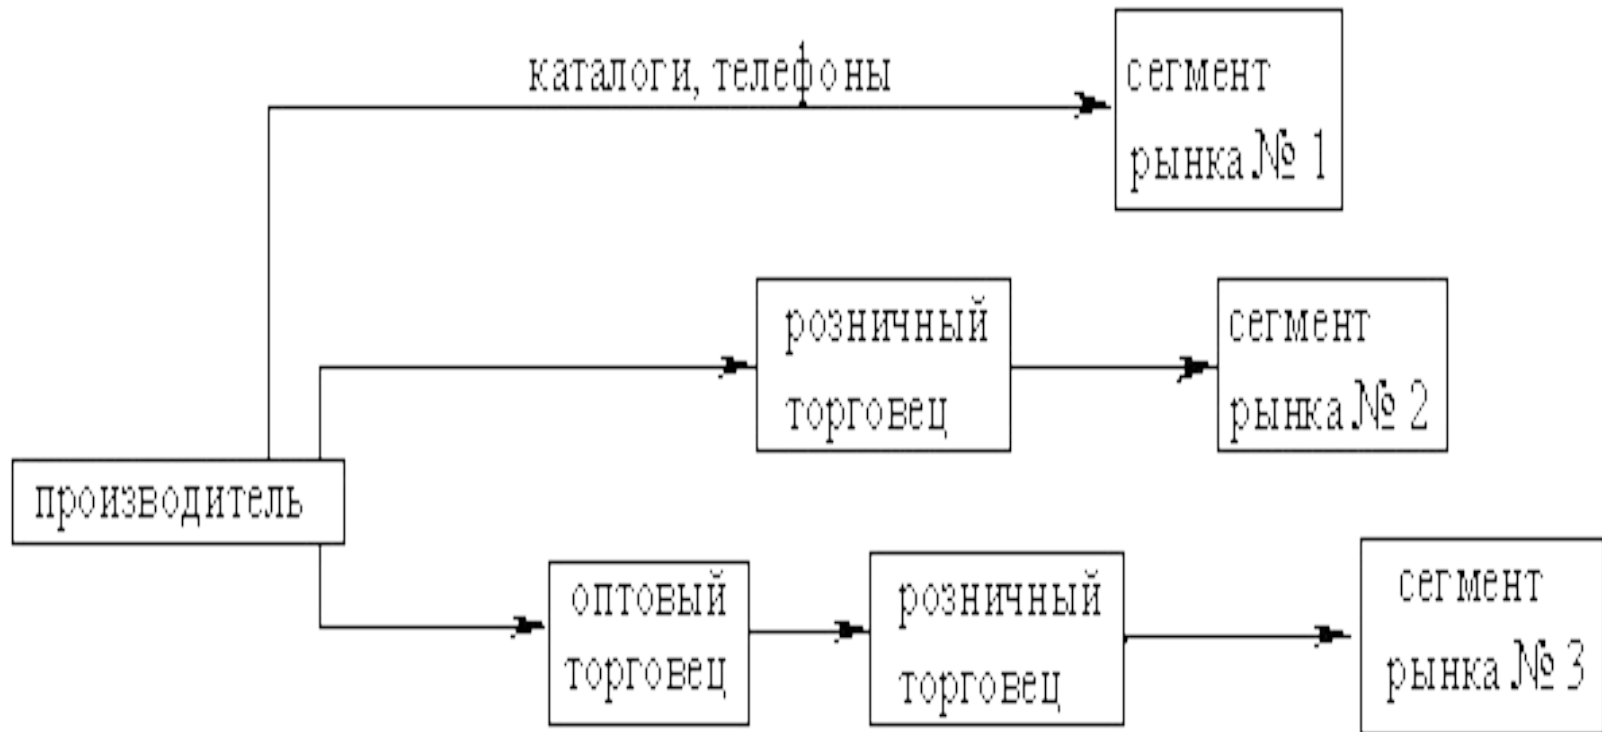 каталоги, телефоны
сегмент
рынка № 1
розничный
торговец
сегмент
рынка № 2
производитель
оптовый
торговец
розничный
торговец
сегмент
рынка № 3